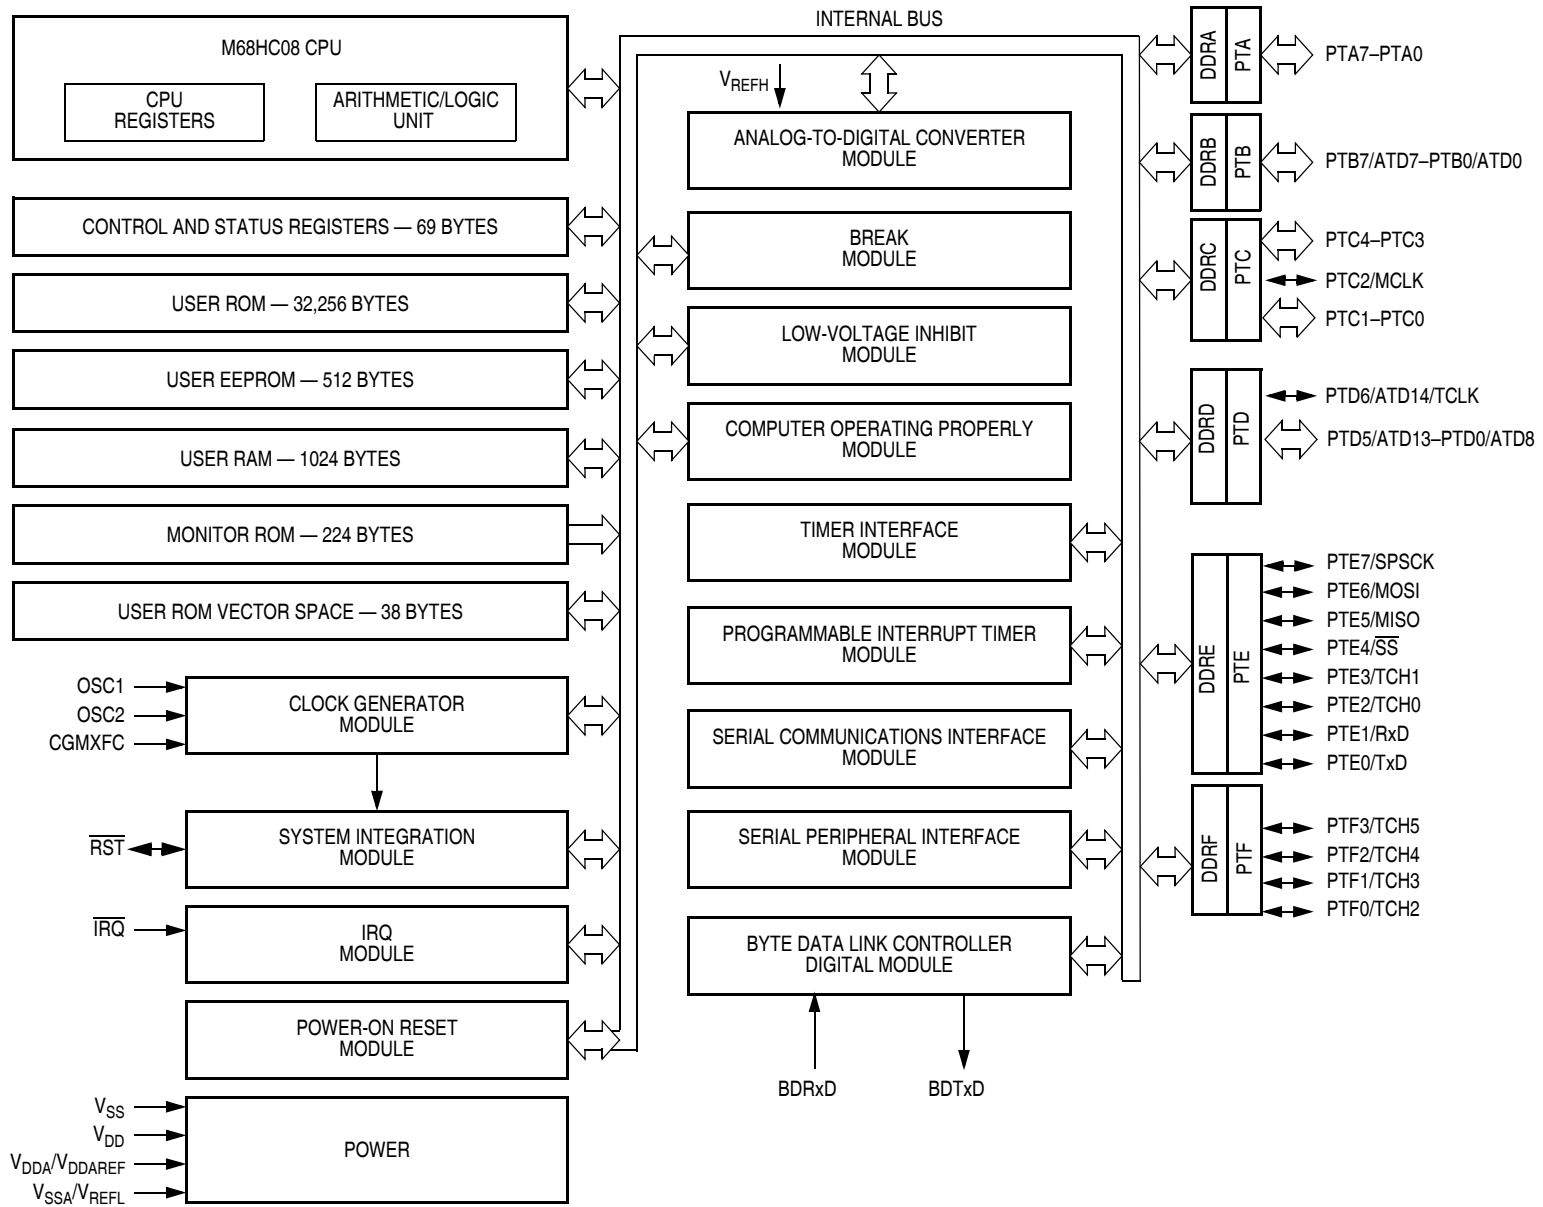 INTERNAL BUS
M68HC08 CPU
CPU
REGISTERS
ARITHMETIC/LOGIC
UNIT
CONTROL AND STATUS REGISTERS — 69 BYTES
USER ROM — 32,256 BYTES
USER EEPROM — 512 BYTES
USER RAM — 1024 BYTES
MONITOR ROM — 224 BYTES
USER ROM VECTOR SPACE — 38 BYTES
OSC1
OSC2
CGMXFC
CLOCK GENERATOR
MODULE
RST
SYSTEM INTEGRATION
MODULE
IRQ
IRQ
MODULE
POWER-ON RESET
MODULE
VSS
VDD
VDDA/VDDAREF
VSSA/VREFL
POWER
VREFH
ANALOG-TO-DIGITAL CONVERTER
MODULE
BREAK
MODULE
LOW-VOLTAGE INHIBIT
MODULE
COMPUTER OPERATING PROPERLY
MODULE
TIMER INTERFACE
MODULE
PROGRAMMABLE INTERRUPT TIMER
MODULE
SERIAL COMMUNICATIONS INTERFACE
MODULE
SERIAL PERIPHERAL INTERFACE
MODULE
BYTE DATA LINK CONTROLLER
DIGITAL MODULE
BDRxD
BDTxD
DDRA
PTA
PTA7–PTA0
DDRB
PTB
PTB7/ATD7–PTB0/ATD0
DDRC
PTC
PTC4–PTC3
PTC2/MCLK
PTC1–PTC0
DDRD
PTD
PTD6/ATD14/TCLK
PTD5/ATD13–PTD0/ATD8
DDRE
PTE
PTE7/SPSCK
PTE6/MOSI
PTE5/MISO
PTE4/SS
PTE3/TCH1
PTE2/TCH0
PTE1/RxD
PTE0/TxD
DDRF
PTF
PTF3/TCH5
PTF2/TCH4
PTF1/TCH3
PTF0/TCH2